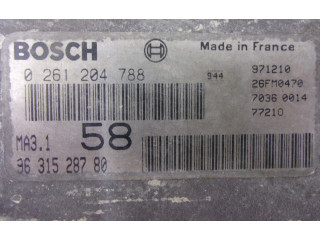 BOSCH Made in France
0 261 204 788 944 971210
26FM0470
7036 0014
MA3.1 58 77210
96 315 287 80